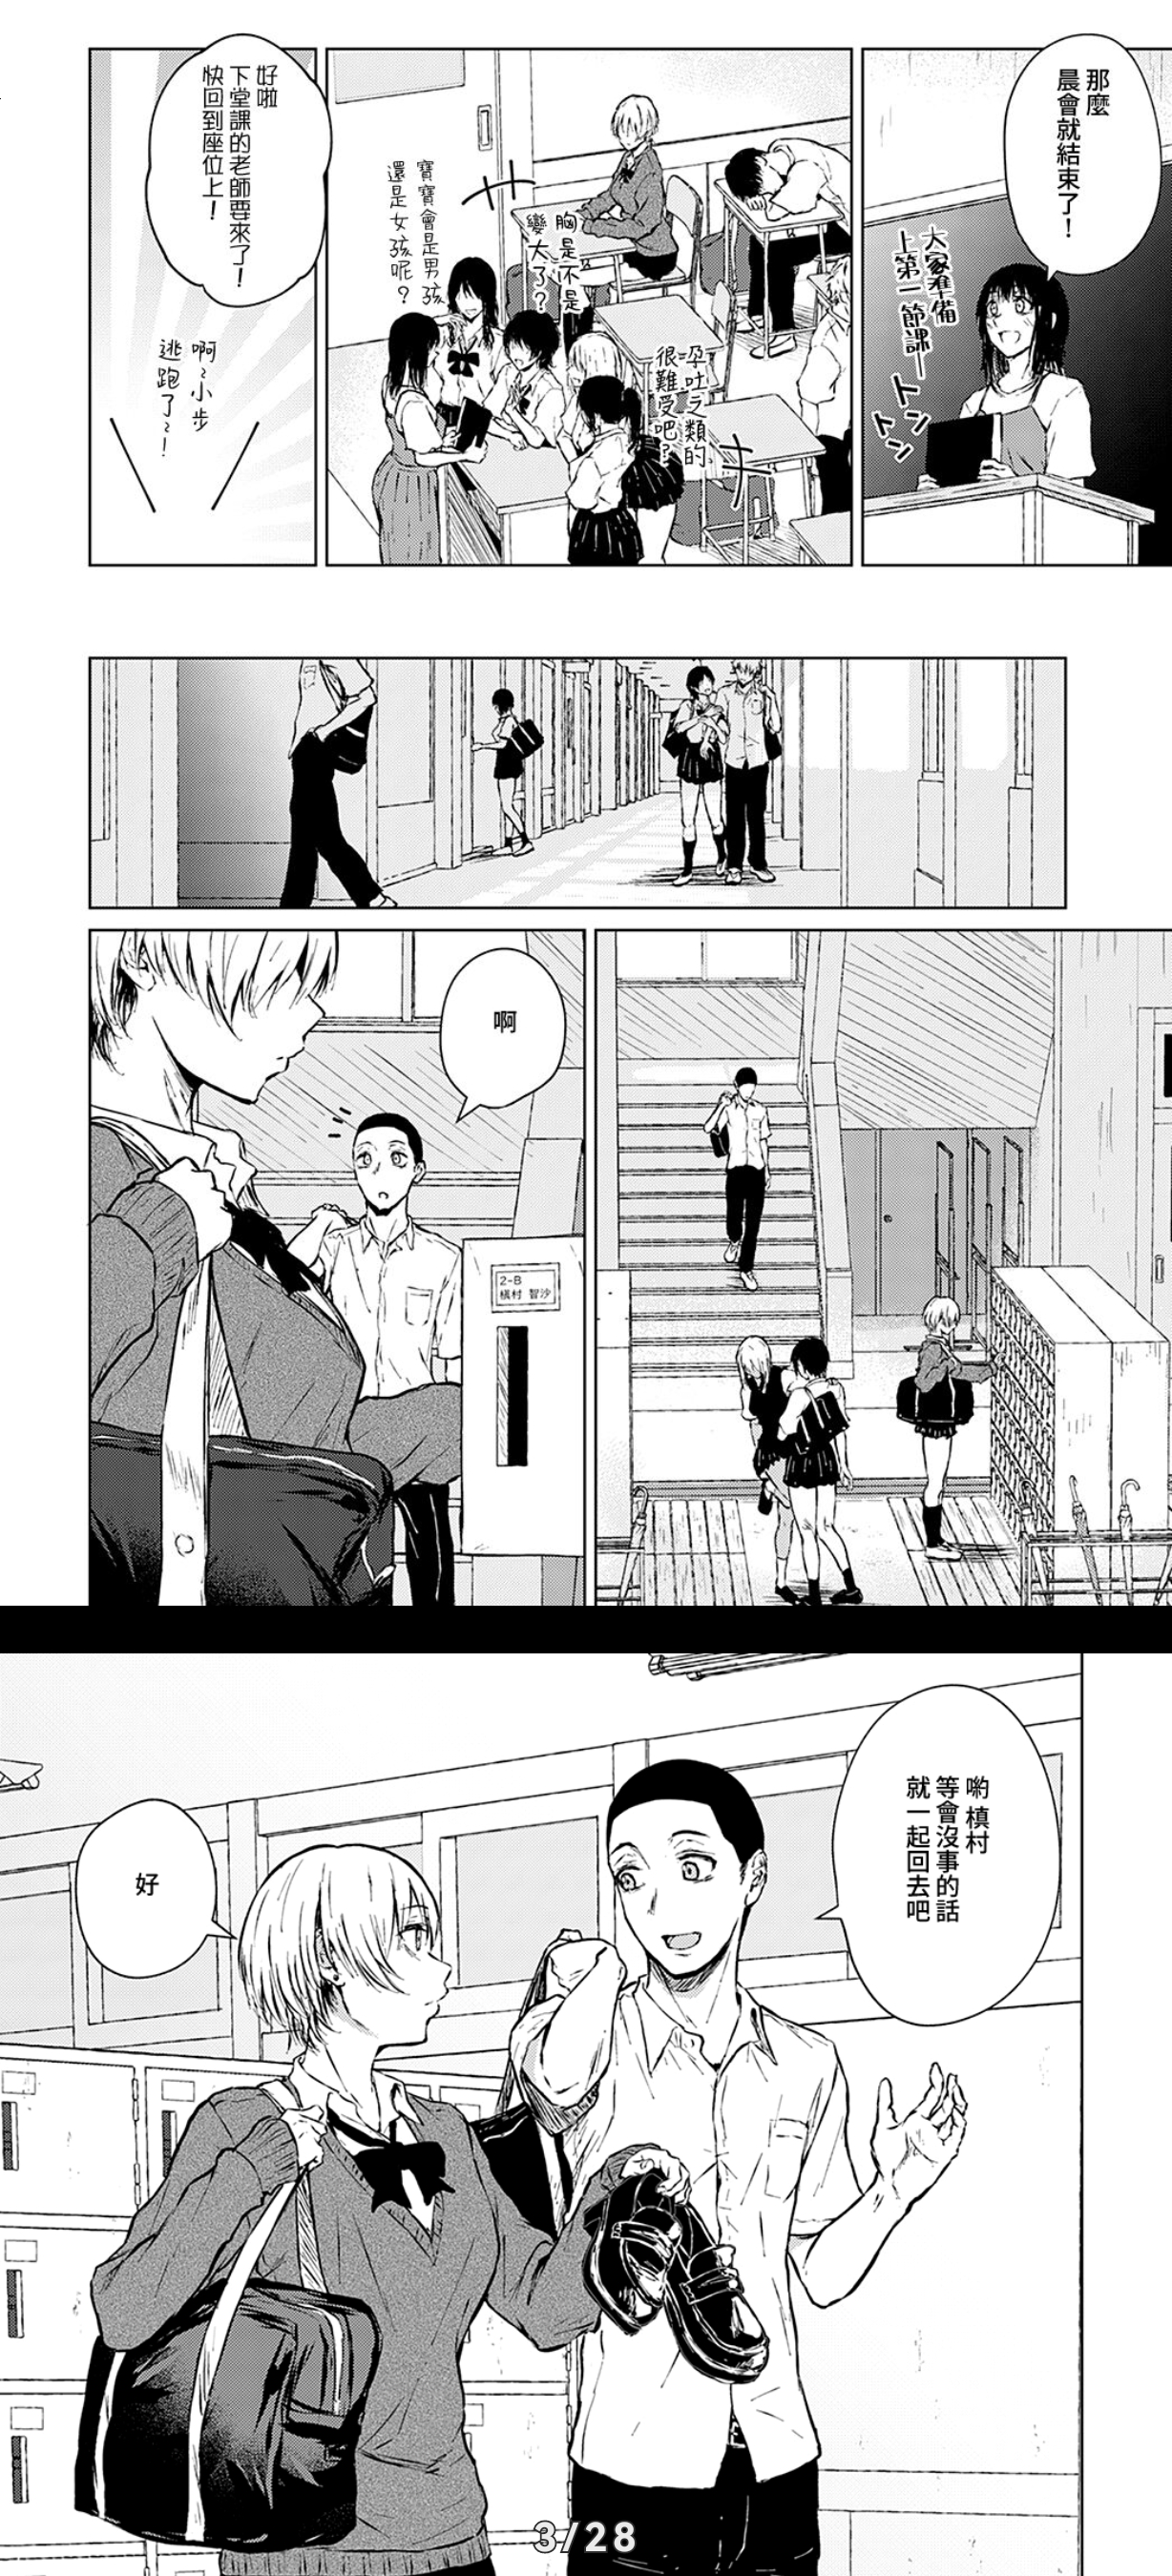 那麼
晨會就結束了！
大家準備
上第一節課—
トン
トン
胸是不是
變大了？
寶寶會是男孩
還是女孩呢？
孕吐之類的
很難受吧？
好啦
下堂課的老師要來了！
快回到座位上！
啊~小步
逃跑了~！
啊
2-B
槇村 智沙
喲 槙村
等會沒事的話
就一起回去吧
好
3/28